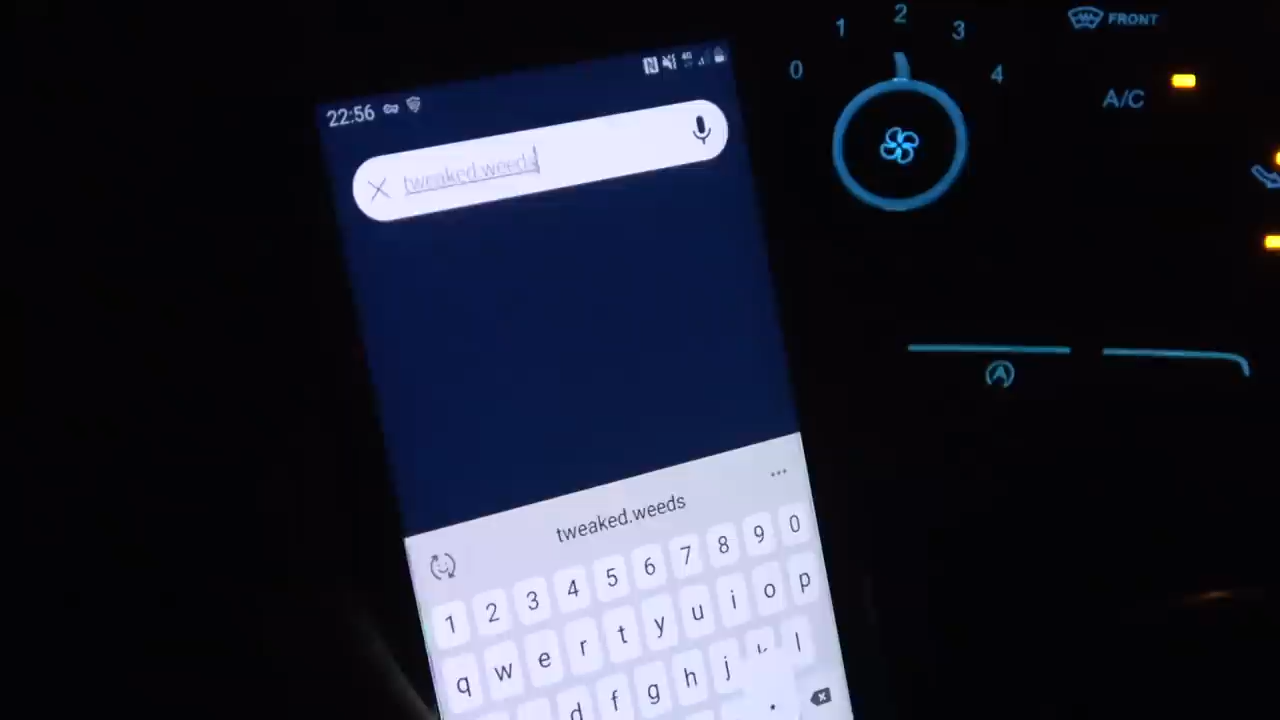 22:56
4G
tweaked.weeds
tweaked.weeds
1 2 3 4 5 6 7 8 9 0
q w e r t y u i o p
d f g h j k l
.
0 1 2 3 4
FRONT
A/C
A